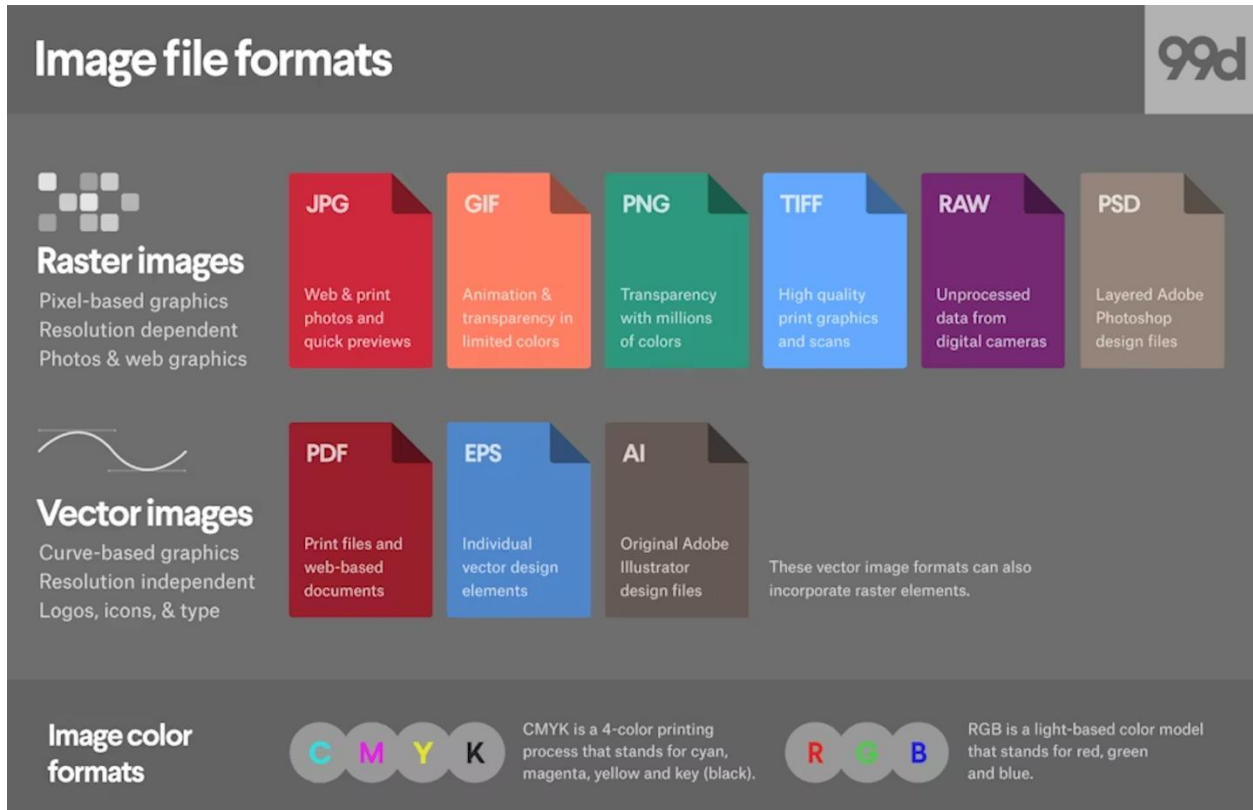 Image file formats
99d
Raster images
Pixel-based graphics
Resolution dependent
Photos & web graphics
JPG
Web & print
photos and
quick previews
GIF
Animation &
transparency in
limited colors
PNG
Transparency
with millions
of colors
TIFF
High quality
print graphics
and scans
RAW
Unprocessed
data from
digital cameras
PSD
Layered Adobe
Photoshop
design files
Vector images
Curve-based graphics
Resolution independent
Logos, icons, & type
PDF
Print files and
web-based
documents
EPS
Individual
vector design
elements
AI
Original Adobe
Illustrator
design files
These vector image formats can also
incorporate raster elements.
Image color
formats
C M Y K
CMYK is a 4-color printing
process that stands for cyan,
magenta, yellow and key (black).
R G B
RGB is a light-based color model
that stands for red, green
and blue.